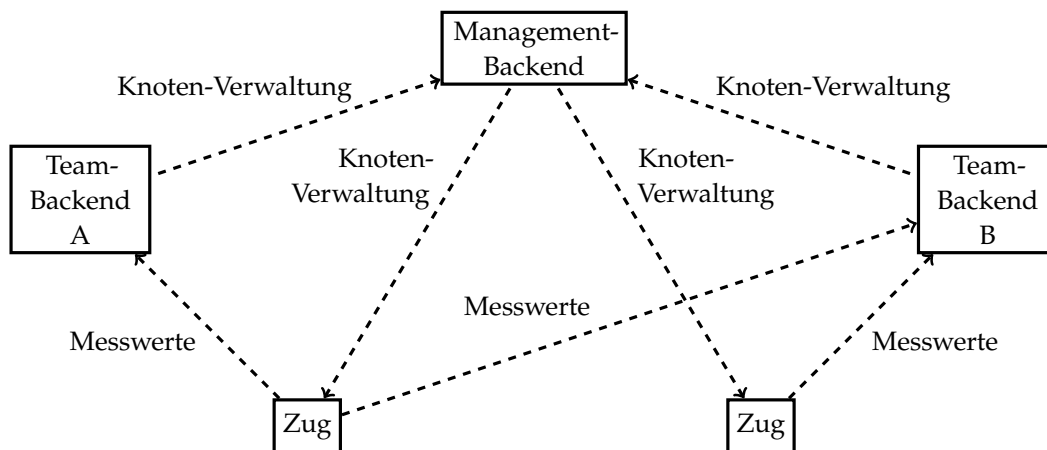 Management-
Backend
Knoten-Verwaltung
Knoten-Verwaltung
Team-
Backend
A
Knoten-
Verwaltung
Knoten-
Verwaltung
Team-
Backend
B
Messwerte
Messwerte
Messwerte
Zug
Zug